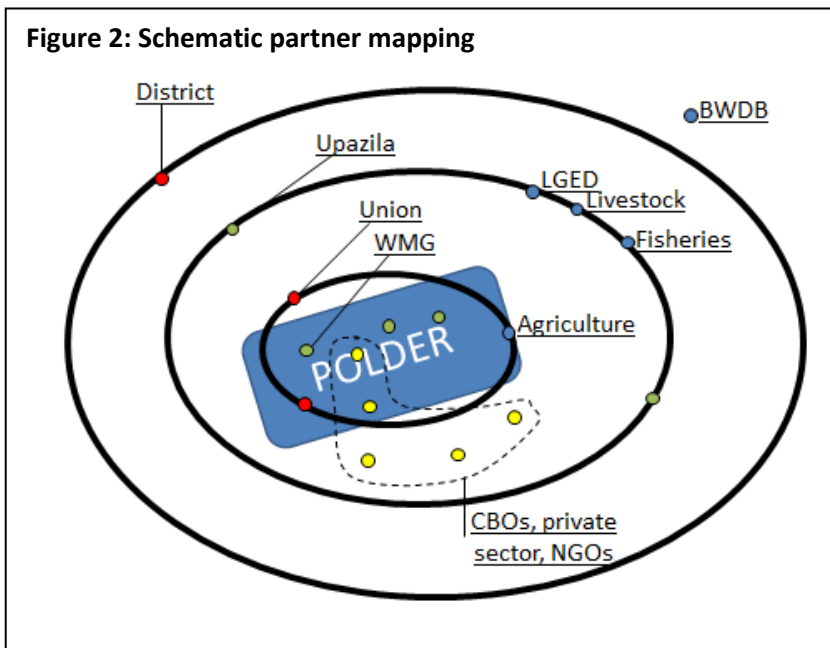 Figure 2: Schematic partner mapping
District
BWDB
Upazila
LGED
Livestock
Union
Fisheries
WMG
Agriculture
POLDER
CBOs, private
sector, NGOs